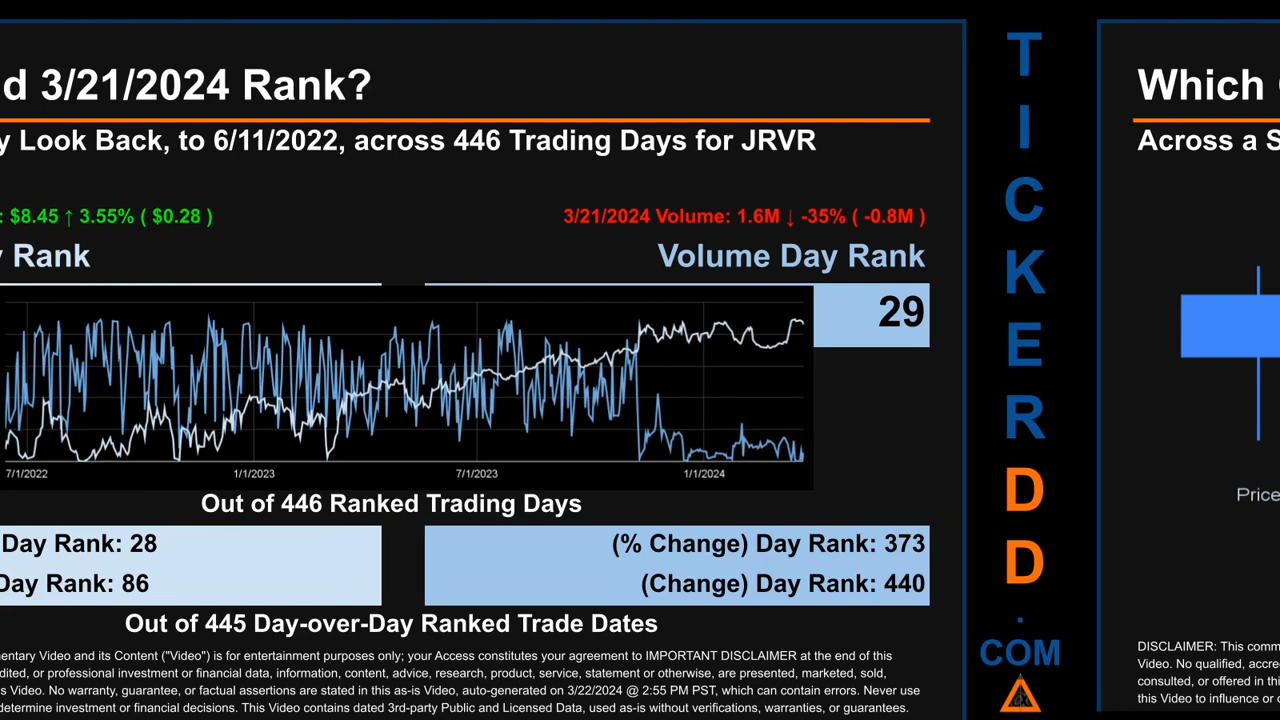 d 3/21/2024 Rank?
y Look Back, to 6/11/2022, across 446 Trading Days for JRVR
: $8.45 ↑ 3.55% ( $0.28 )
3/21/2024 Volume: 1.6M ↓ -35% ( -0.8M )
y Rank
Volume Day Rank
29
7/1/2022
1/1/2023
7/1/2023
1/1/2024
Out of 446 Ranked Trading Days
Day Rank: 28
(% Change) Day Rank: 373
Day Rank: 86
(Change) Day Rank: 440
Out of 445 Day-over-Day Ranked Trade Dates
mentary Video and its Content ("Video") is for entertainment purposes only; your Access constitutes your agreement to IMPORTANT DISCLAIMER at the end of this
dited, or professional investment or financial data, information, content, advice, research, product, service, statement or otherwise, are presented, marketed, sold,
s Video. No warranty, guarantee, or factual assertions are stated in this as-is Video, auto-generated on 3/22/2024 @ 2:55 PM PST, which can contain errors. Never use
determine investment or financial decisions. This Video contains dated 3rd-party Public and Licensed Data, used as-is without verifications, warranties, or guarantees.
TICKERDD.COM
Which
Across a S
Price
DISCLAIMER: This comm
Video. No qualified, accre
consulted, or offered in thi
this Video to influence or d